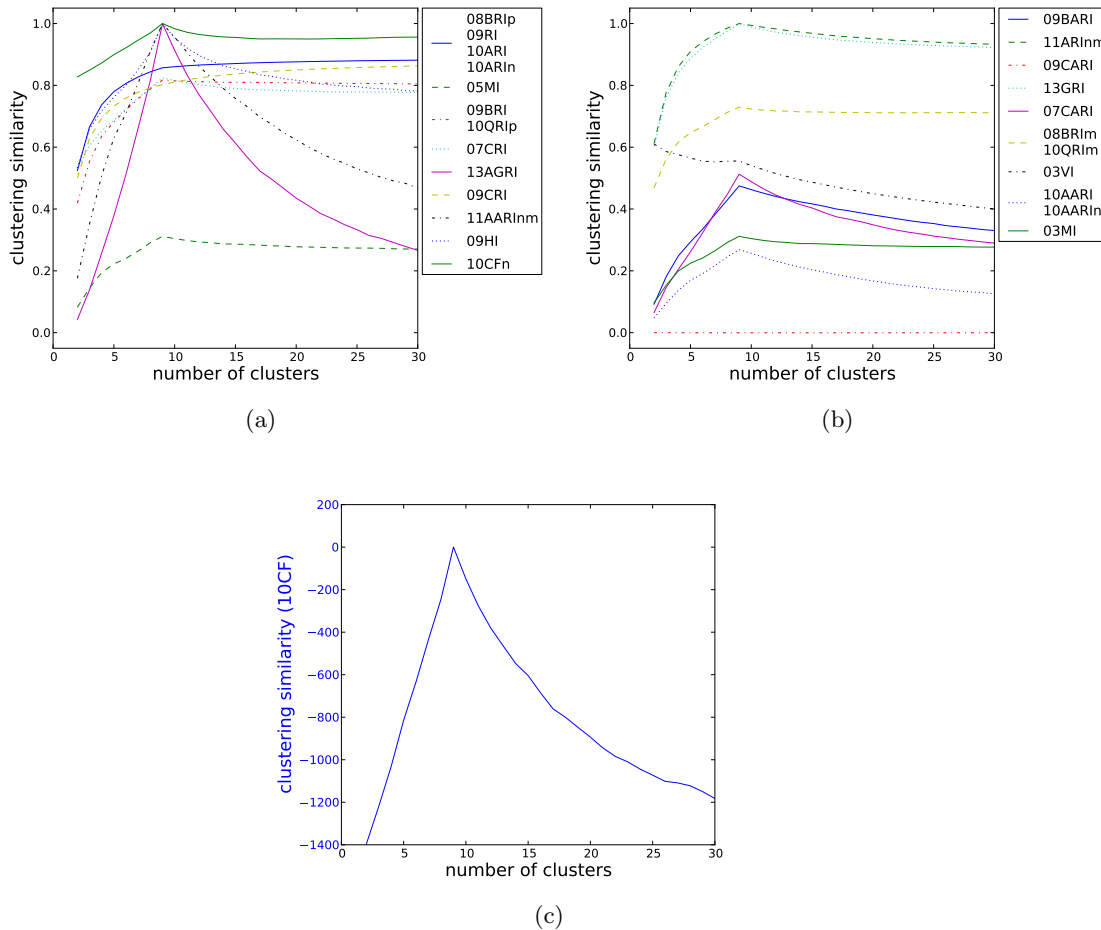 1.0
0.8
0.6
0.4
0.2
0.0
clustering similarity
0 5 10 15 20 25 30
number of clusters
08BRIp
09RI
10ARI
10ARIn
05MI
09BRI
10QRIp
07CRI
13AGRI
09CRI
11AARInm
09HI
10CFn
(a)
1.0
0.8
0.6
0.4
0.2
0.0
clustering similarity
0 5 10 15 20 25 30
number of clusters
09BARI
11ARInm
09CARI
13GRI
07CARI
08BRIm
10QRIm
03VI
10AARI
10AARIn
03MI
(b)
200
0
−200
−400
−600
−800
−1000
−1200
−1400
clustering similarity (10CF)
0 5 10 15 20 25 30
number of clusters
(c)